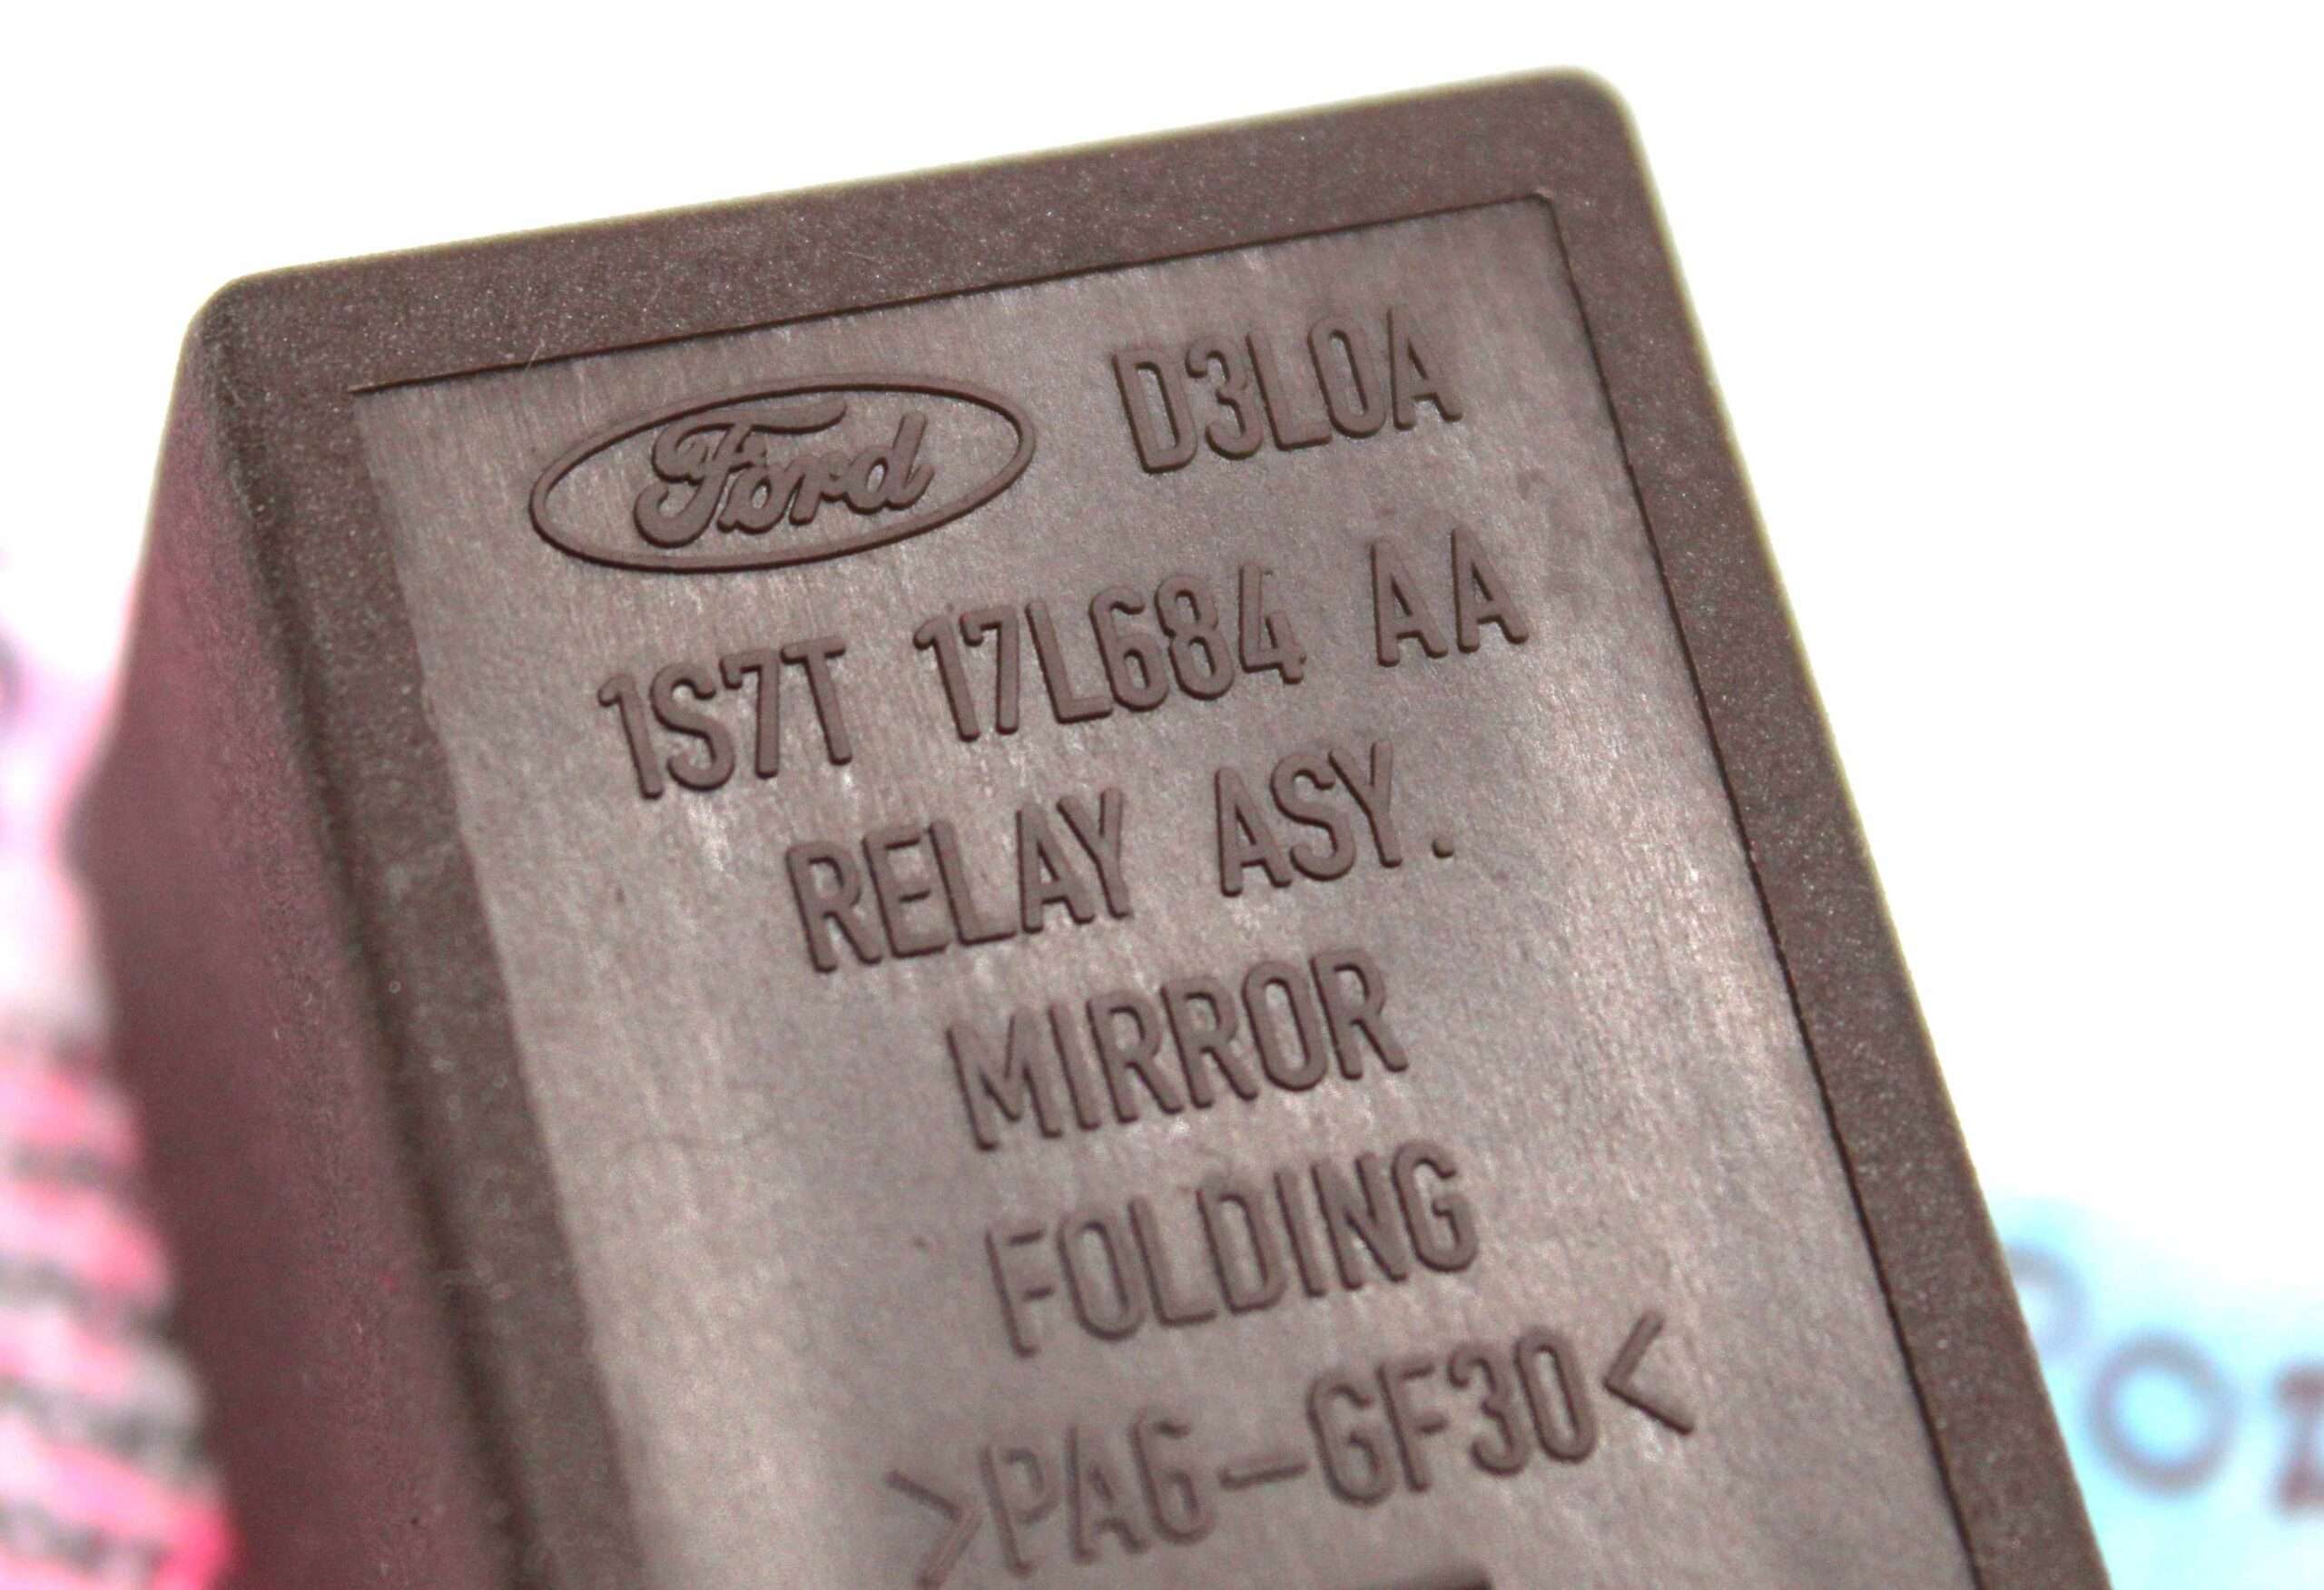 Ford D3L0A
1S7T 17L684 AA
RELAY ASY.
MIRROR
FOLDING
>PA6-GF30<